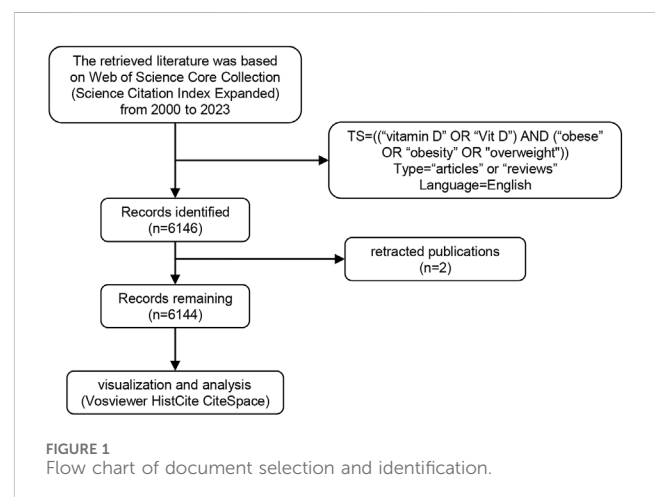 The retrieved literature was based
on Web of Science Core Collection
(Science Citation Index Expanded)
from 2000 to 2023
TS=((“vitamin D” OR “Vit D”) AND (“obese”
OR “obesity” OR "overweight"))
Type=“articles” or “reviews”
Language=English
Records identified
(n=6146)
retracted publications
(n=2)
Records remaining
(n=6144)
visualization and analysis
(Vosviewer HistCite CiteSpace)
FIGURE 1
Flow chart of document selection and identification.